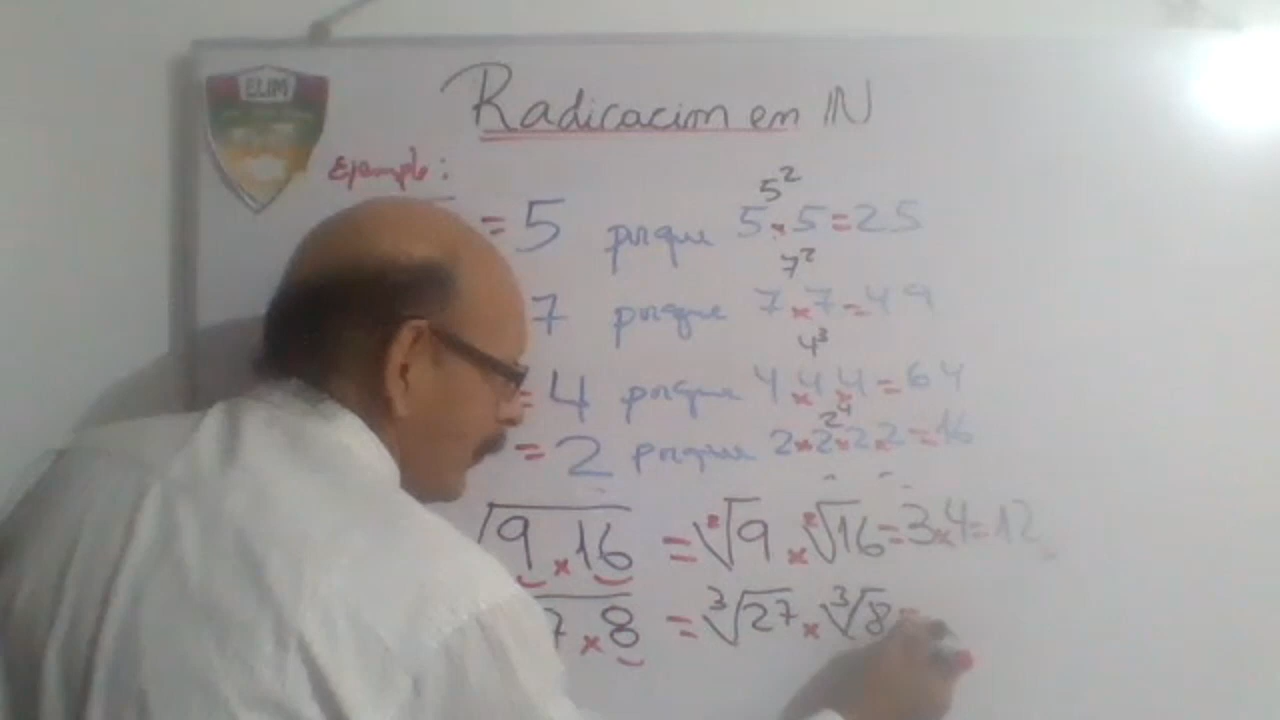 ELIM
Radicación en IN
Ejemplo:
= 5 porque 5 × 5 = 25
5²
7 porque 7 × 7 = 49
7²
= 4 porque 4 × 4 × 4 = 64
4³
= 2 porque 2 × 2 × 2 × 2 = 16
2⁴
√9 × 16 = ²√9 × ²√16 = 3 × 4 = 12
7 × 8 = ³√27 × ³√8 =